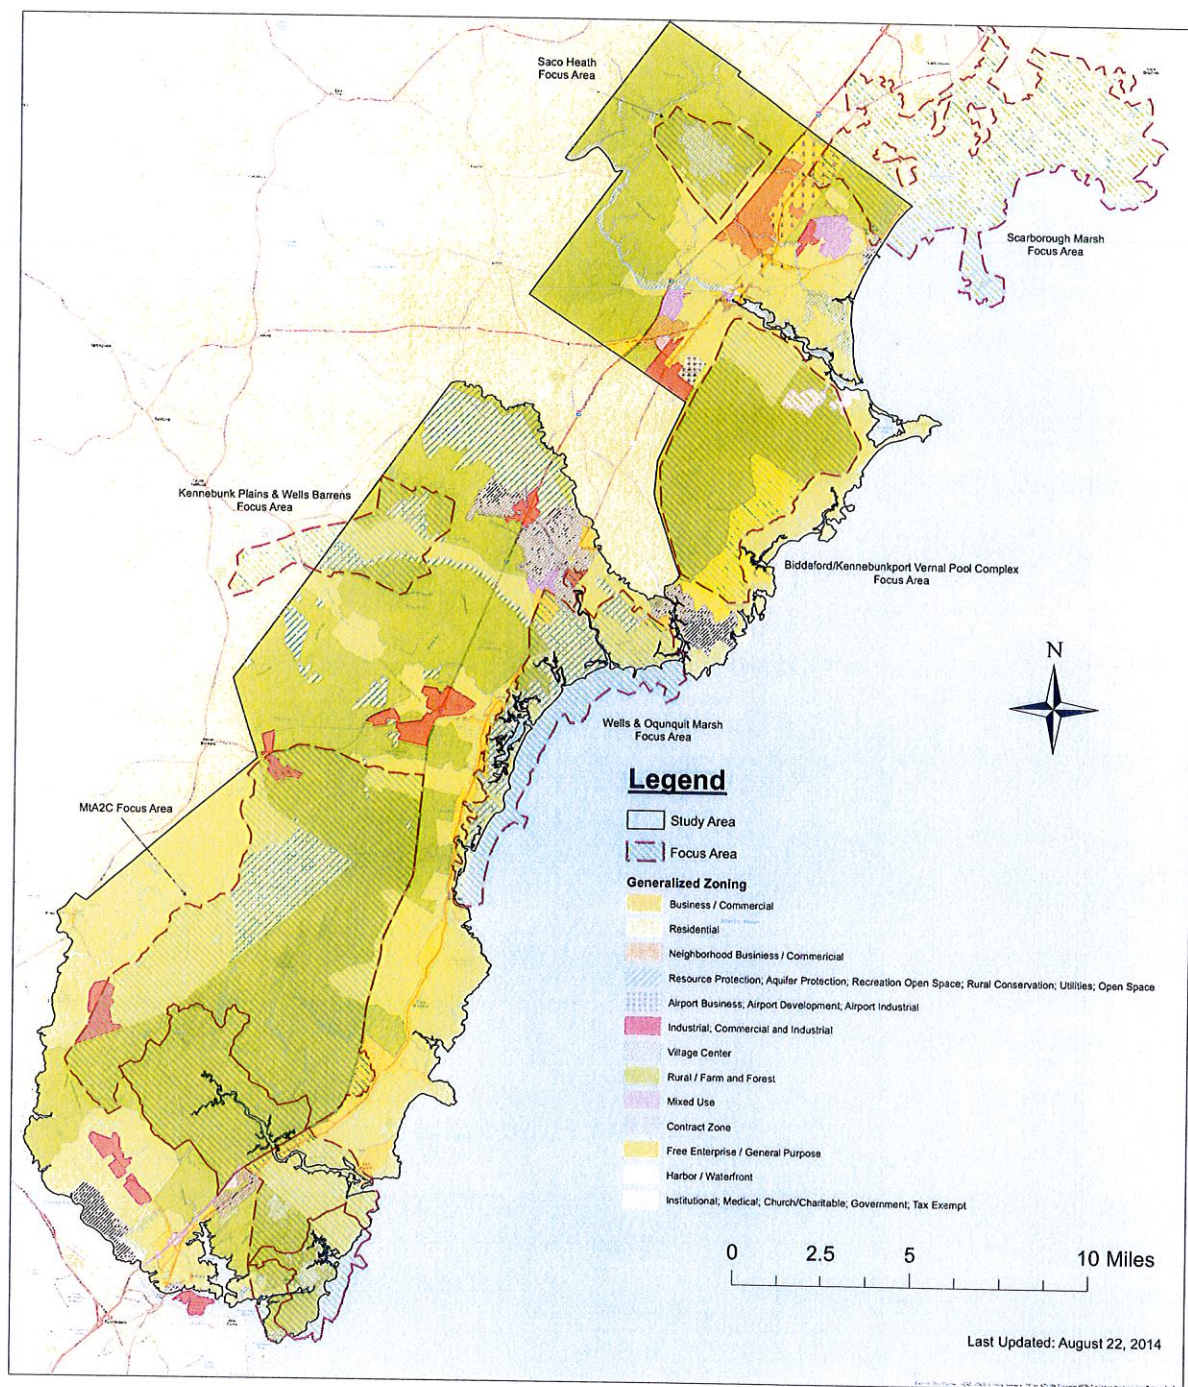 Saco Heath
Focus Area
Scarborough Marsh
Focus Area
Kennebunk Plains & Wells Barrens
Focus Area
Biddeford/Kennebunkport Vernal Pool Complex
Focus Area
N
Wells & Oqunquit Marsh
Focus Area
MtA2C Focus Area
Legend
Study Area
Focus Area
Generalized Zoning
Business / Commercial
Residential
Neighborhood Businiess / Commericial
Resource Protection; Aquifer Protection; Recreation Open Space; Rural Conservation; Utilities; Open Space
Airport Business; Airport Development; Airport Industrial
Industrial; Commercial and Industrial
Village Center
Rural / Farm and Forest
Mixed Use
Contract Zone
Free Enterprise / General Purpose
Harbor / Waterfront
Institutional; Medical; Church/Charitable; Government; Tax Exempt
0 2.5 5 10 Miles
Last Updated: August 22, 2014